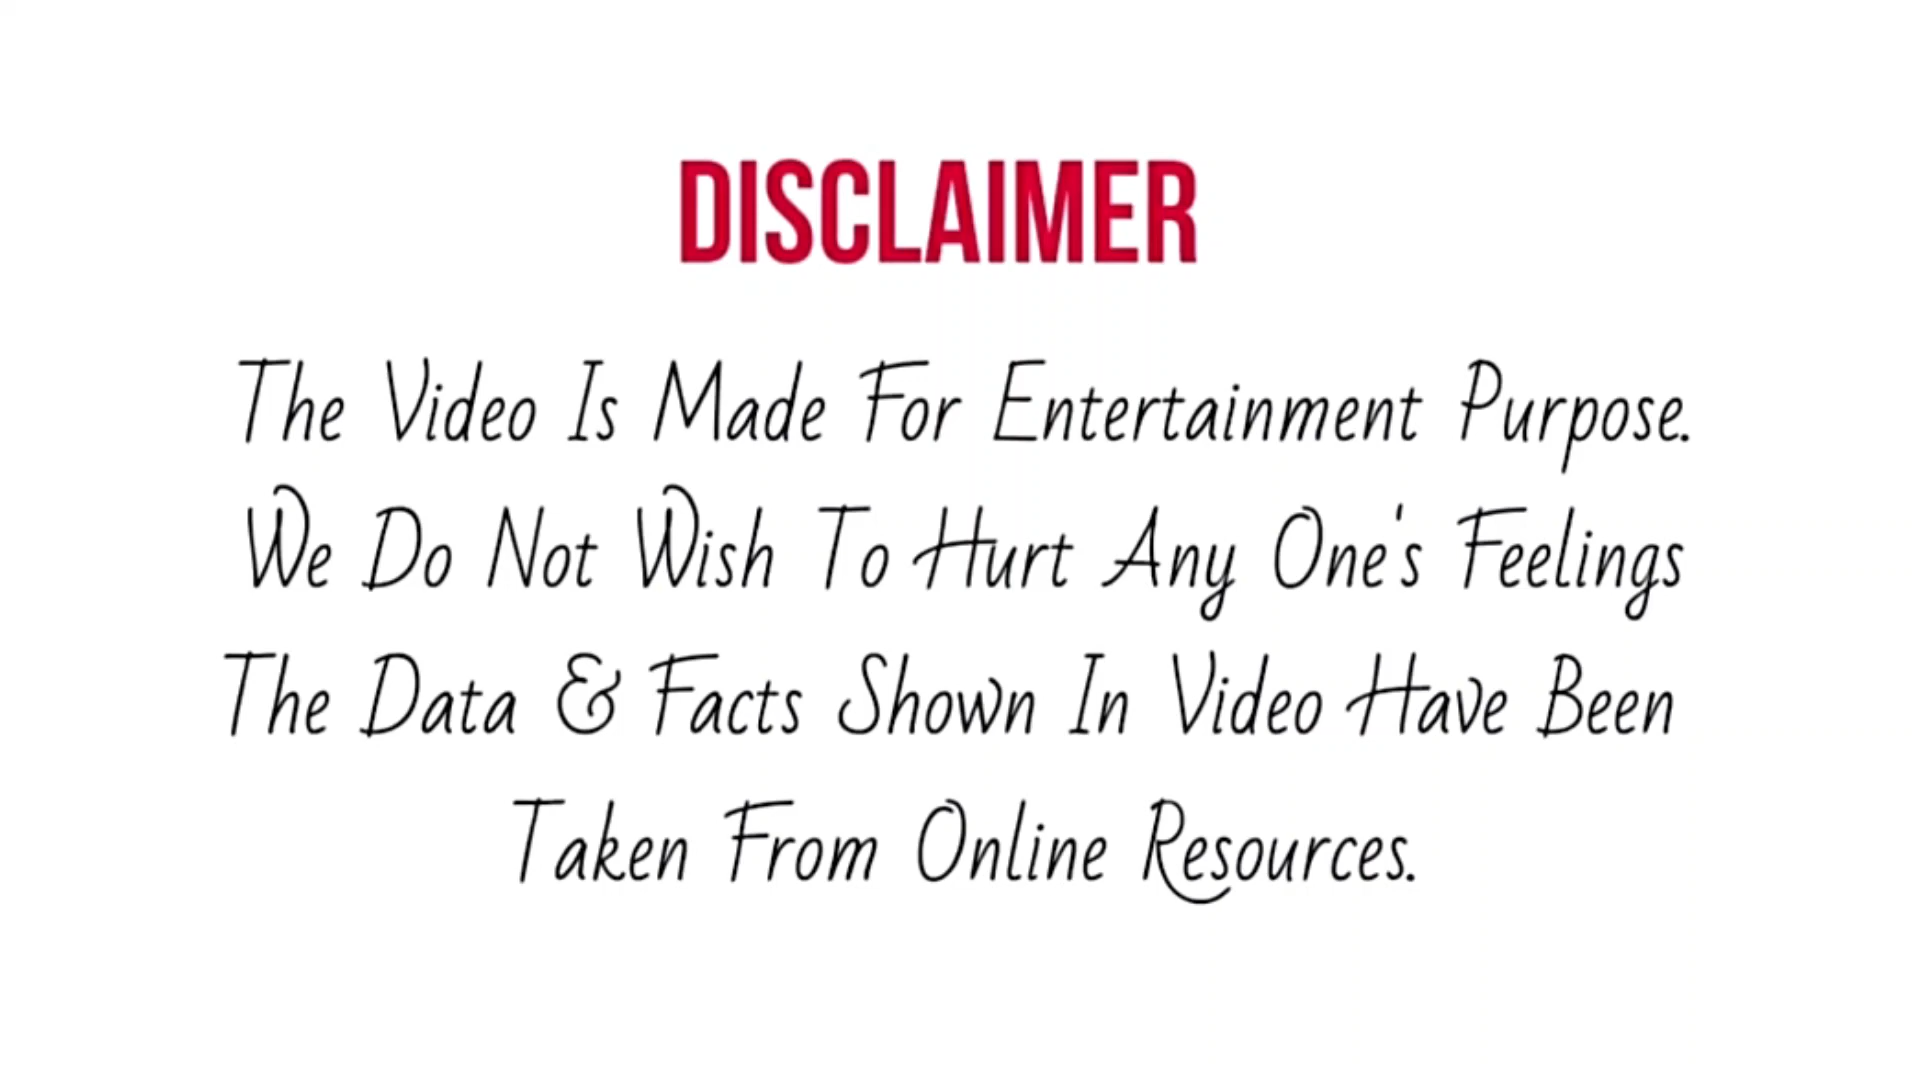 DISCLAIMER
The Video Is Made For Entertainment Purpose.
We Do Not Wish To Hurt Any One's Feelings
The Data & Facts Shown In Video Have Been
Taken From Online Resources.